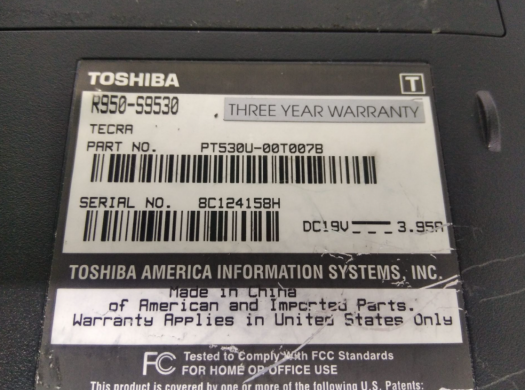 TOSHIBA T
R950-S9530 THREE YEAR WARRANTY
TECRA
PART NO. PT530U-00T007B
SERIAL NO. 8C124158H
DC19V 3.95A
TOSHIBA AMERICA INFORMATION SYSTEMS, INC.
Made in China
of American and Imported Parts.
Warranty Applies in United States Only
FC Tested to Comply With FCC Standards
FOR HOME OR OFFICE USE
This product is covered by one or more of the following U.S. Patents: